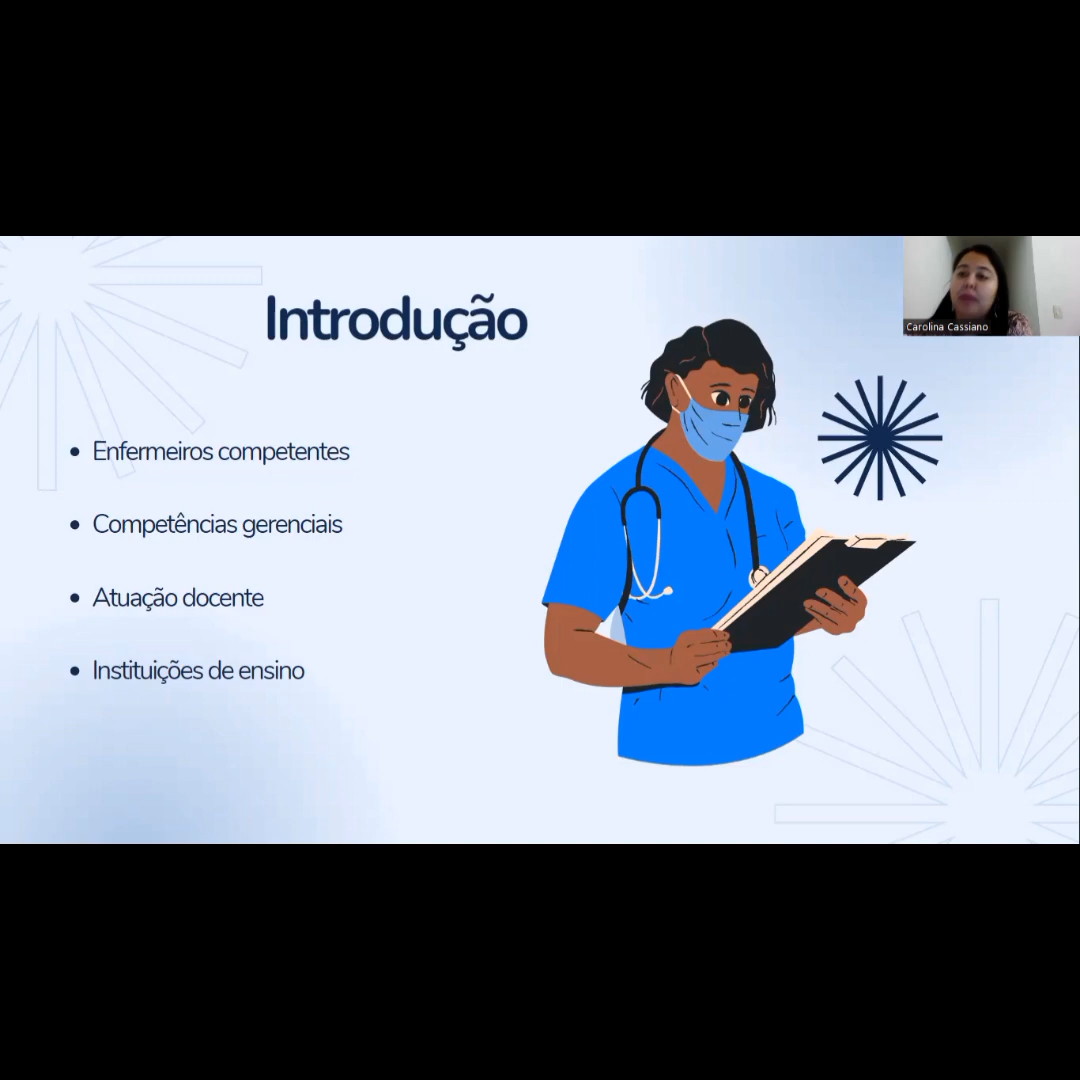 Introdução
Carolina Cassiano
Enfermeiros competentes
Competências gerenciais
Atuação docente
Instituições de ensino